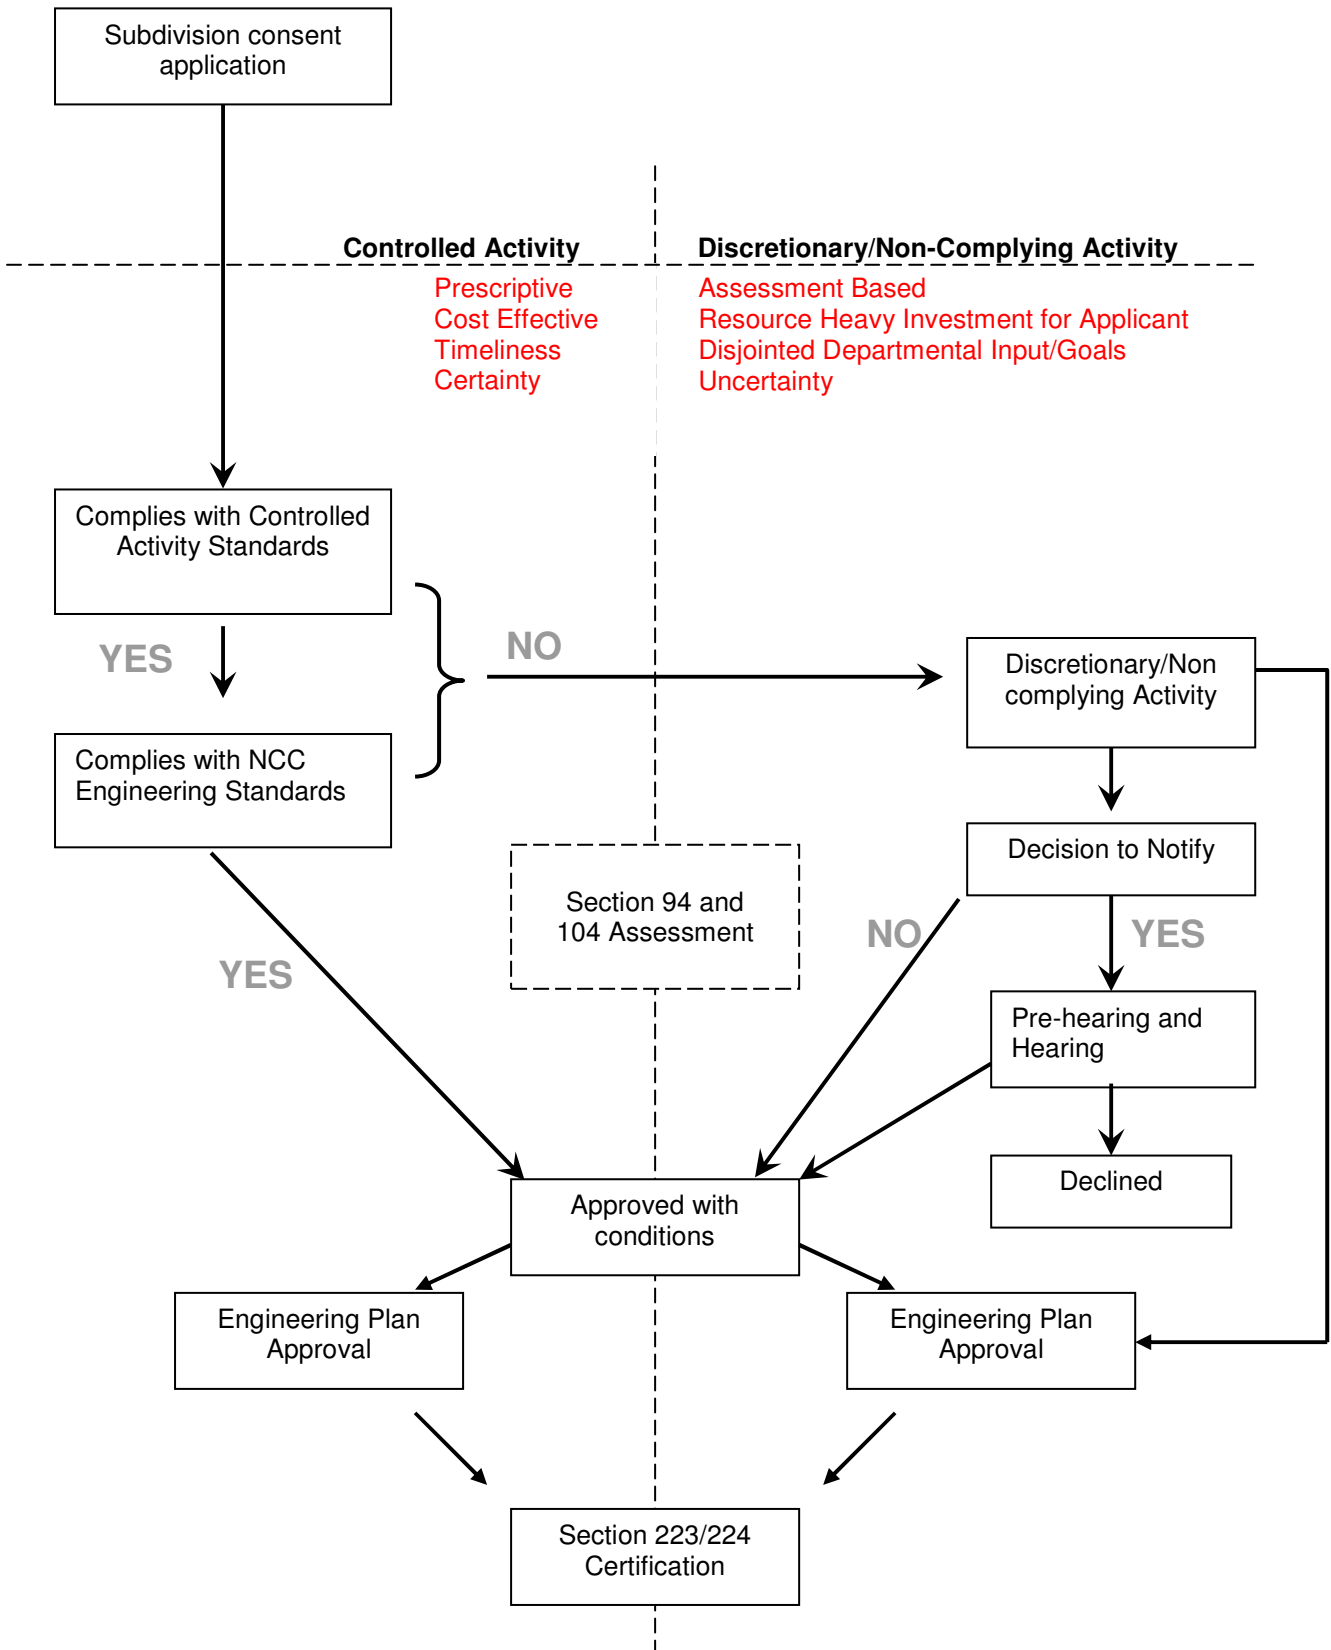 Subdivision consent
application
Controlled Activity
Discretionary/Non-Complying Activity
Prescriptive
Cost Effective
Timeliness
Certainty
Assessment Based
Resource Heavy Investment for Applicant
Disjointed Departmental Input/Goals
Uncertainty
Complies with Controlled
Activity Standards
YES
NO
Discretionary/Non
complying Activity
Complies with NCC
Engineering Standards
Decision to Notify
Section 94 and
104 Assessment
NO
YES
YES
Pre-hearing and
Hearing
Declined
Approved with
conditions
Engineering Plan
Approval
Engineering Plan
Approval
Section 223/224
Certification